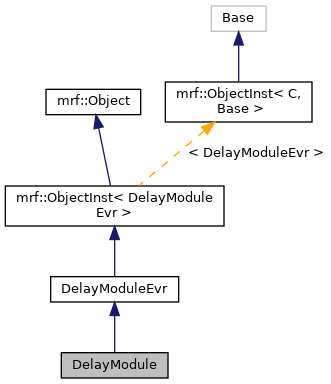 Base
mrf::Object
mrf::ObjectInst< C,
Base >
< DelayModuleEvr >
mrf::ObjectInst< DelayModule
Evr >
DelayModuleEvr
DelayModule